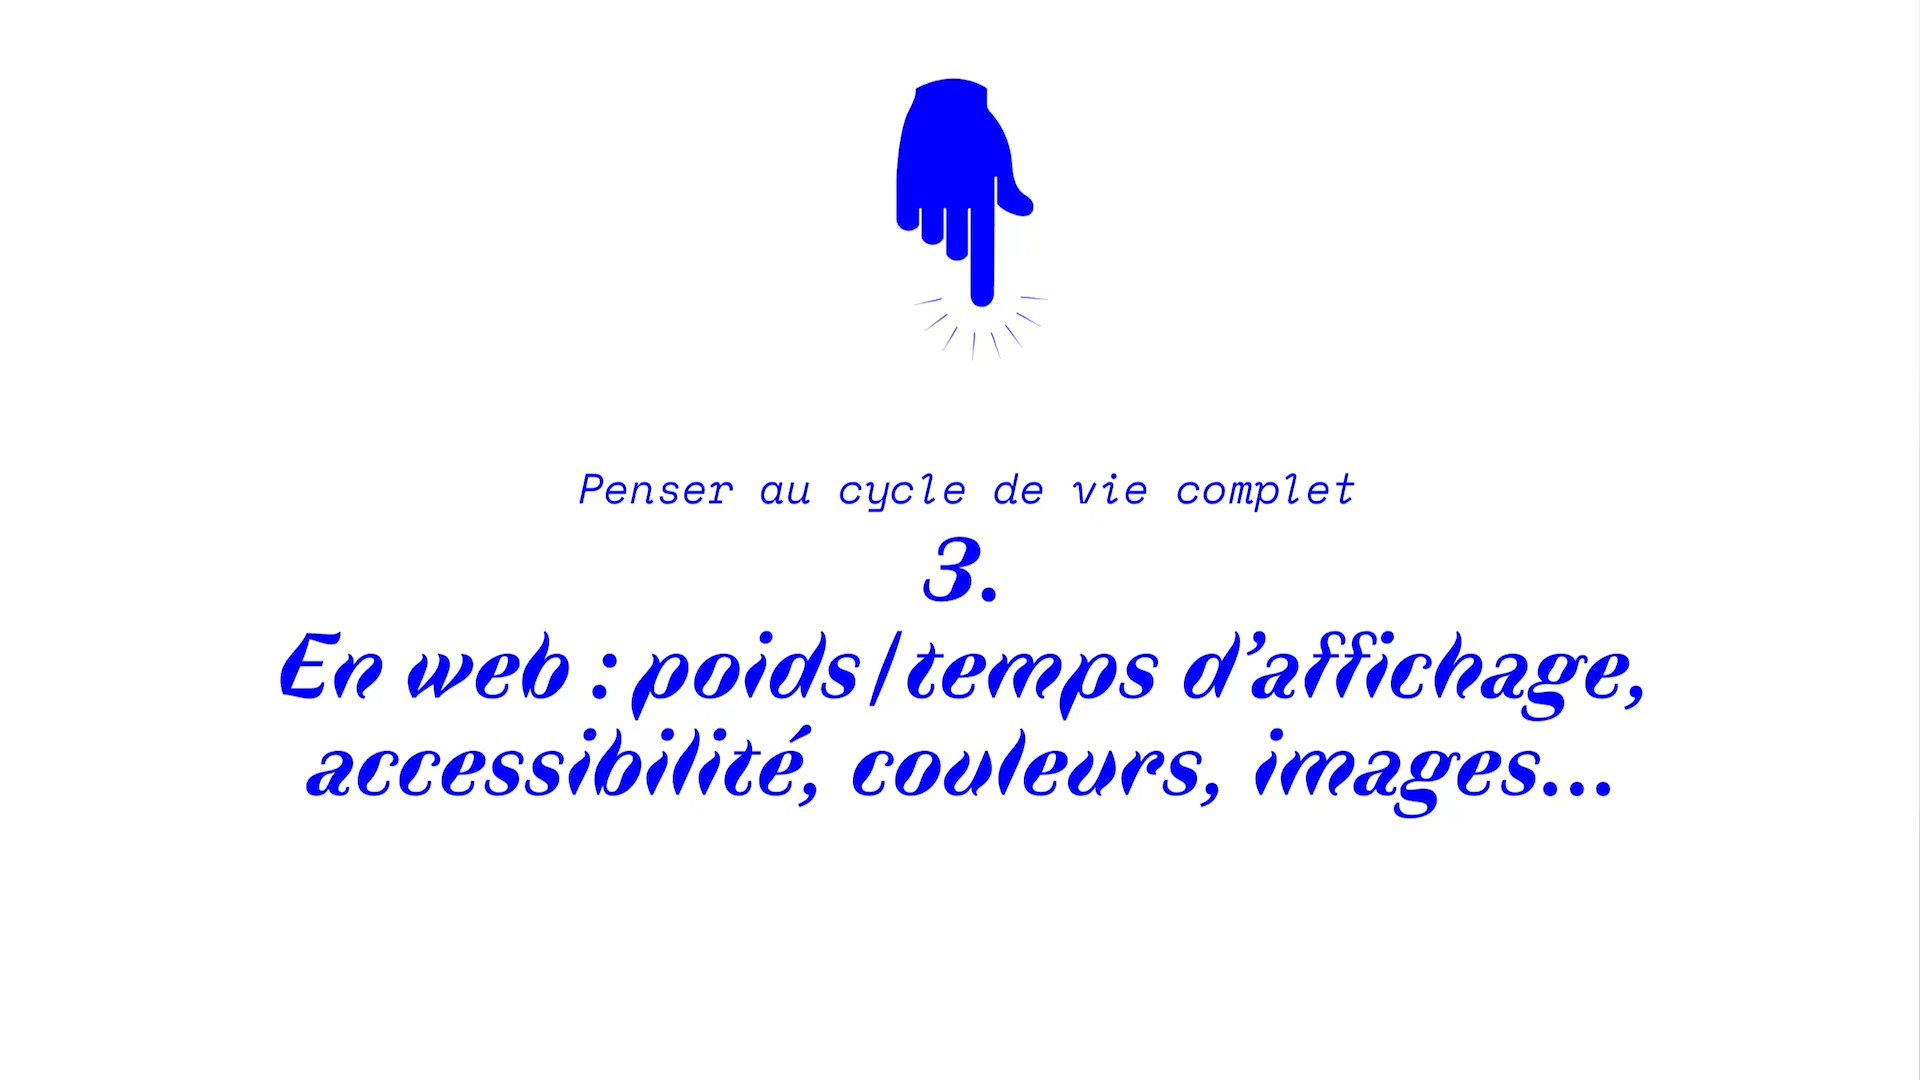 Penser au cycle de vie complet
3.
En web : poids/temps d’affichage,
accessibilité, couleurs, images...